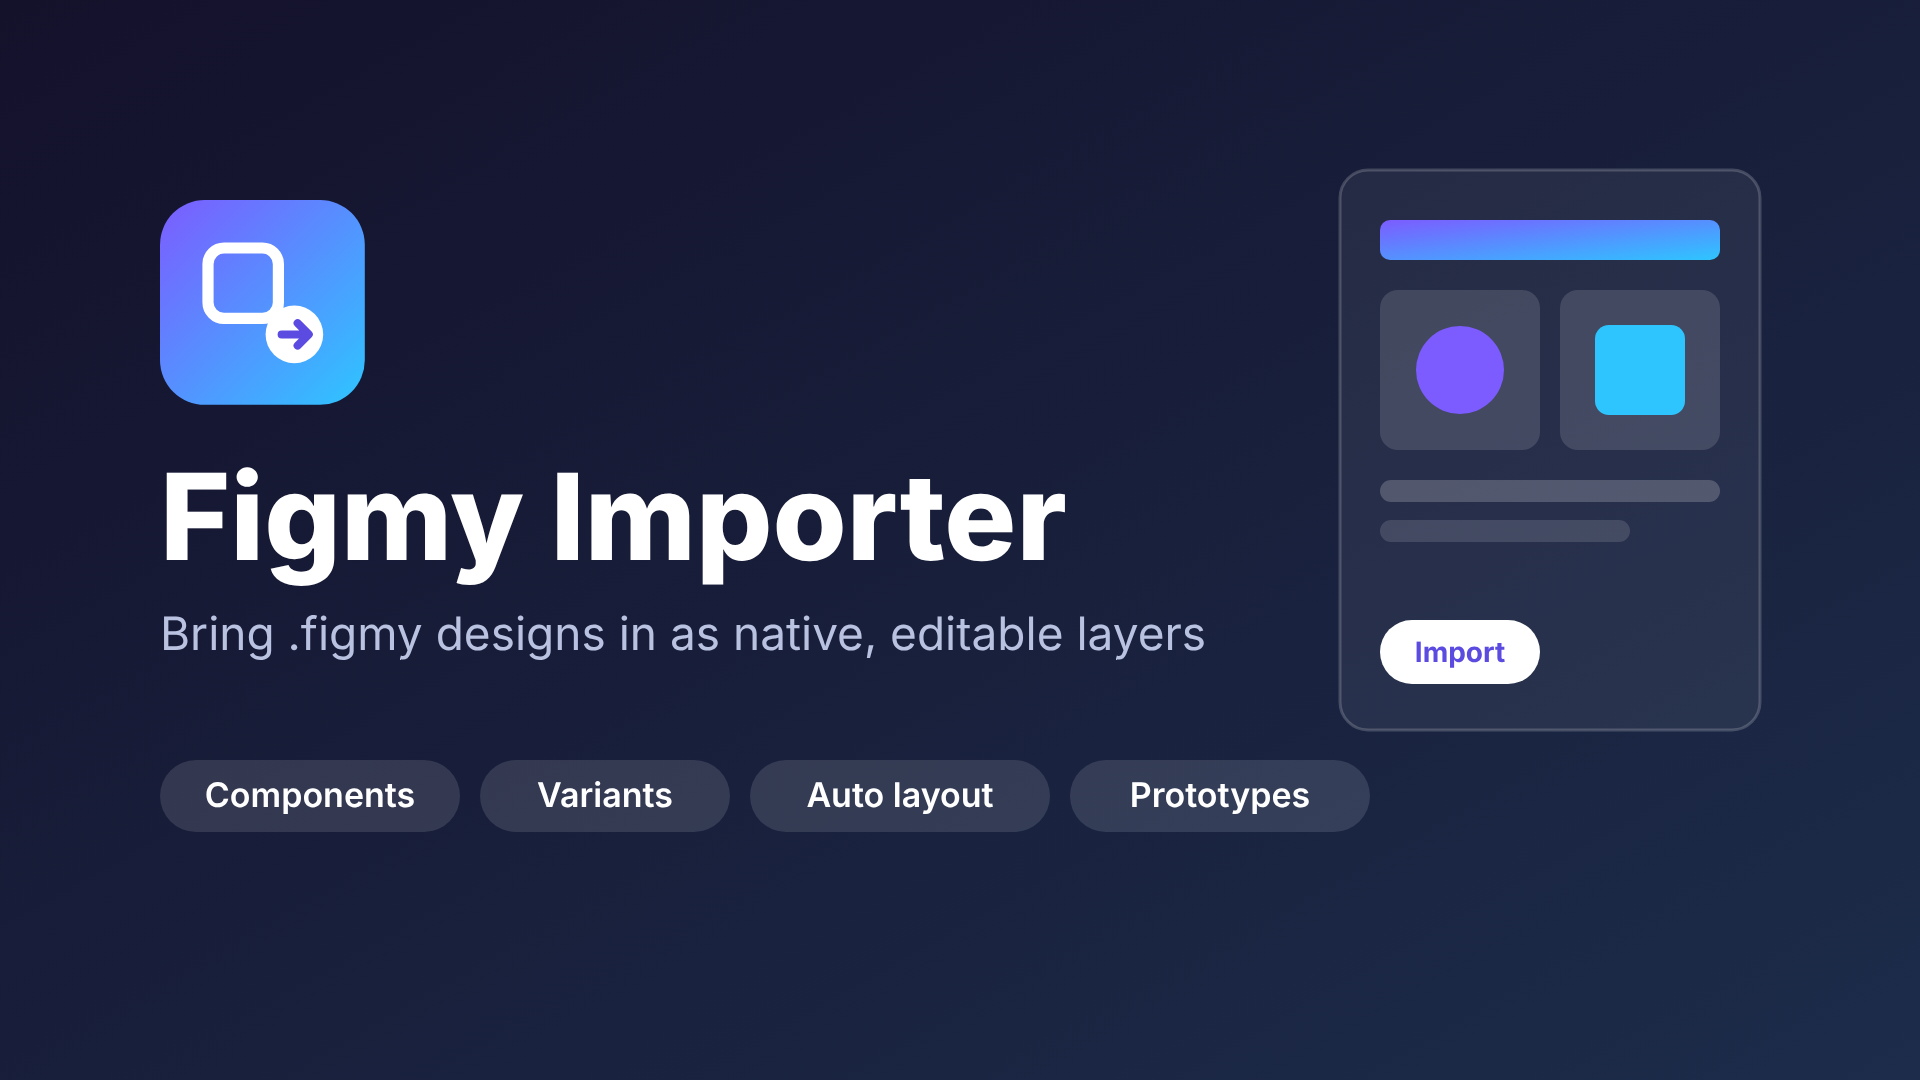 Figmy Importer
Bring .figmy designs in as native, editable layers
Components
Variants
Auto layout
Prototypes
Import